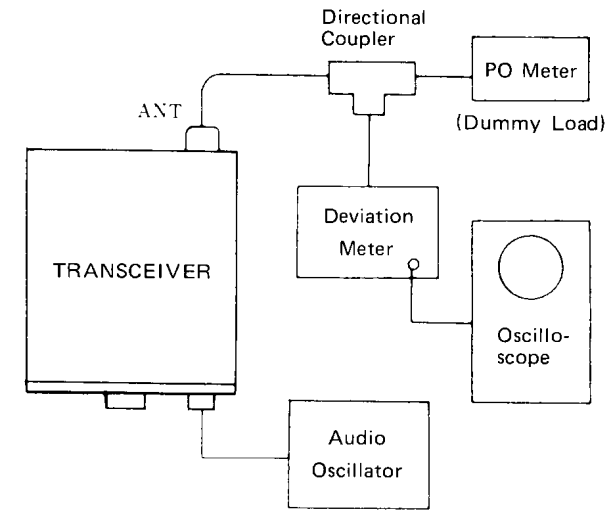 Directional
Coupler
PO Meter
(Dummy Load)
ANT
Deviation
Meter
TRANSCEIVER
Oscillo-
scope
Audio
Oscillator